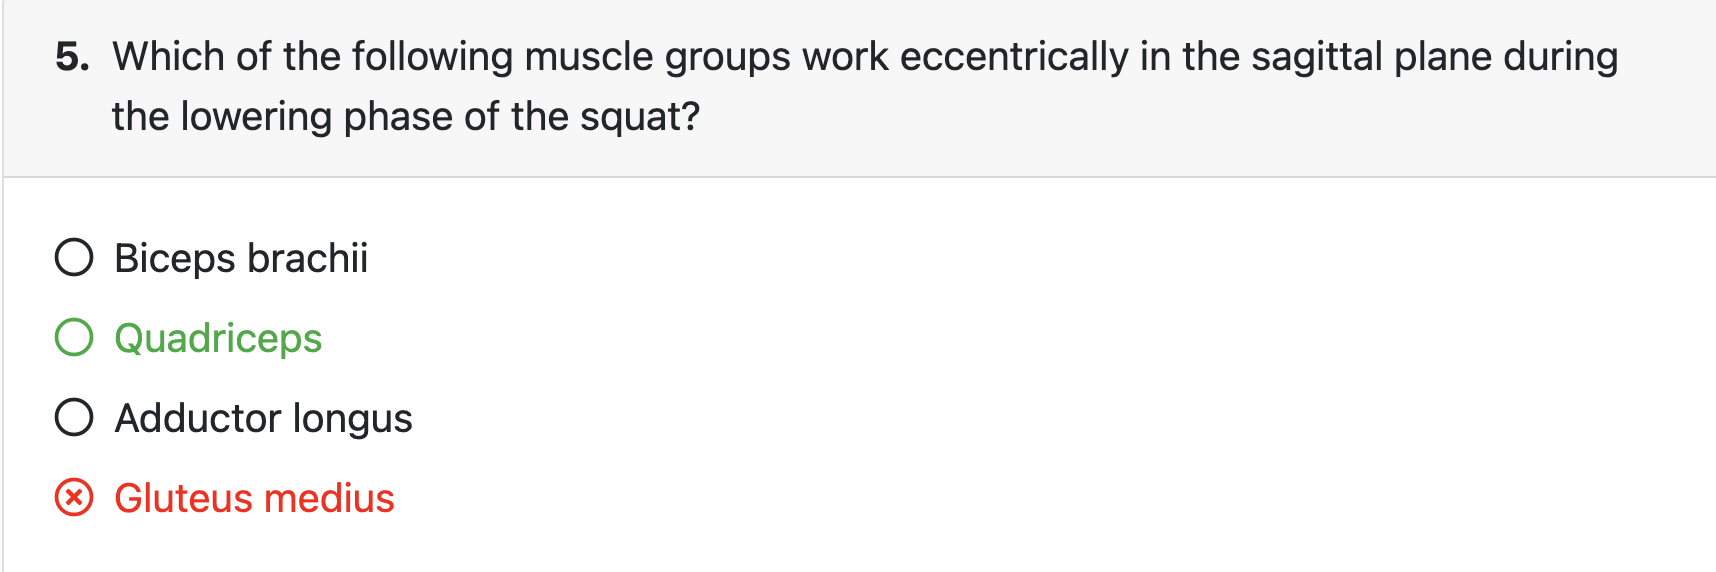 5. Which of the following muscle groups work eccentrically in the sagittal plane during
the lowering phase of the squat?
Biceps brachii
Quadriceps
Adductor longus
Gluteus medius